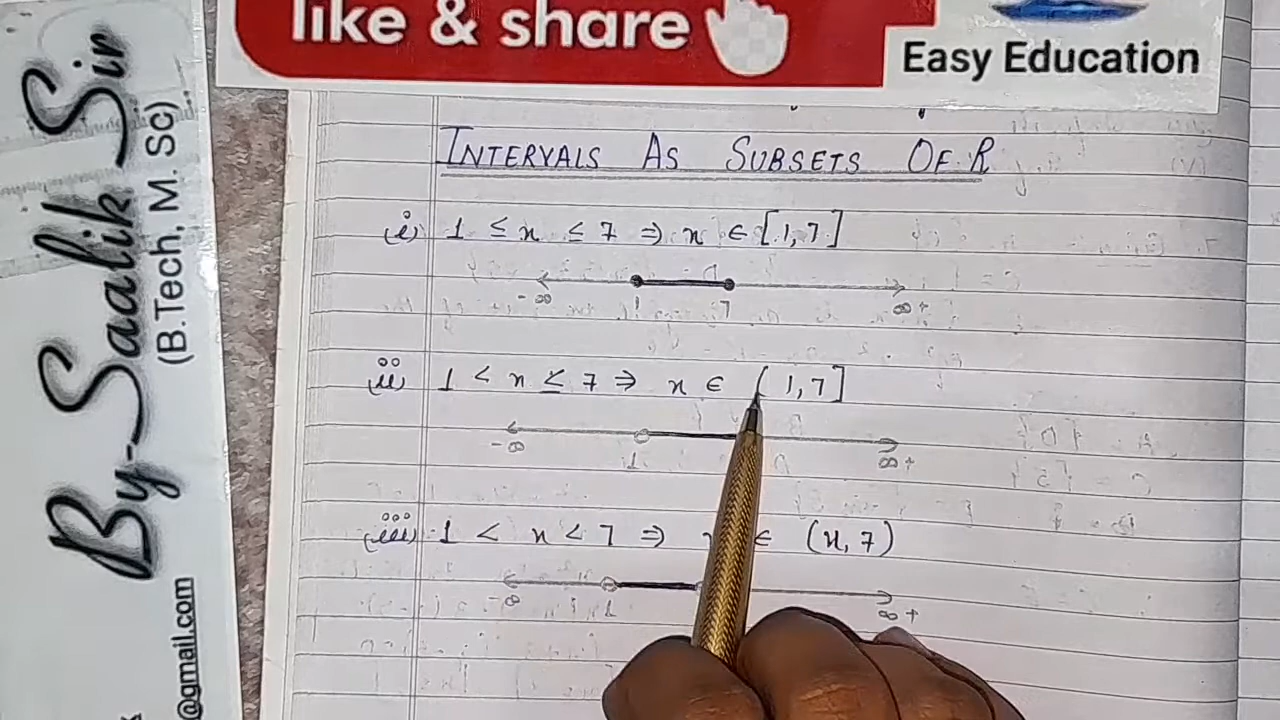 like & share
Easy Education
By-Saalik Sir
(B.Tech, M. Sc)
@gmail.com
INTERVALS AS SUBSETS OF R
(i) 1 ≤ x ≤ 7 ⇒ x ∈ [1,7]
-∞ 1 7 ∞+
(ii) 1 < x ≤ 7 ⇒ x ∈ (1,7]
-∞ 1 ∞+
(iii) 1 < x < 7 ⇒ ∈ (x,7)
-∞ 1 ∞+